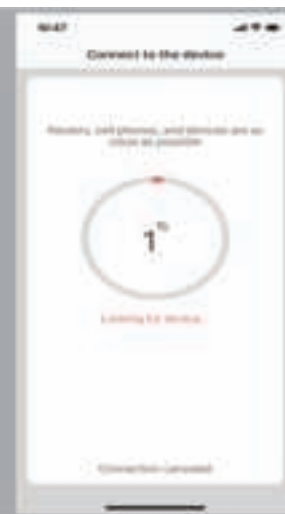 Connect to the device
Routers, cell phones, and devices are as
close as possible
1%
Looking for device...
Connection canceled